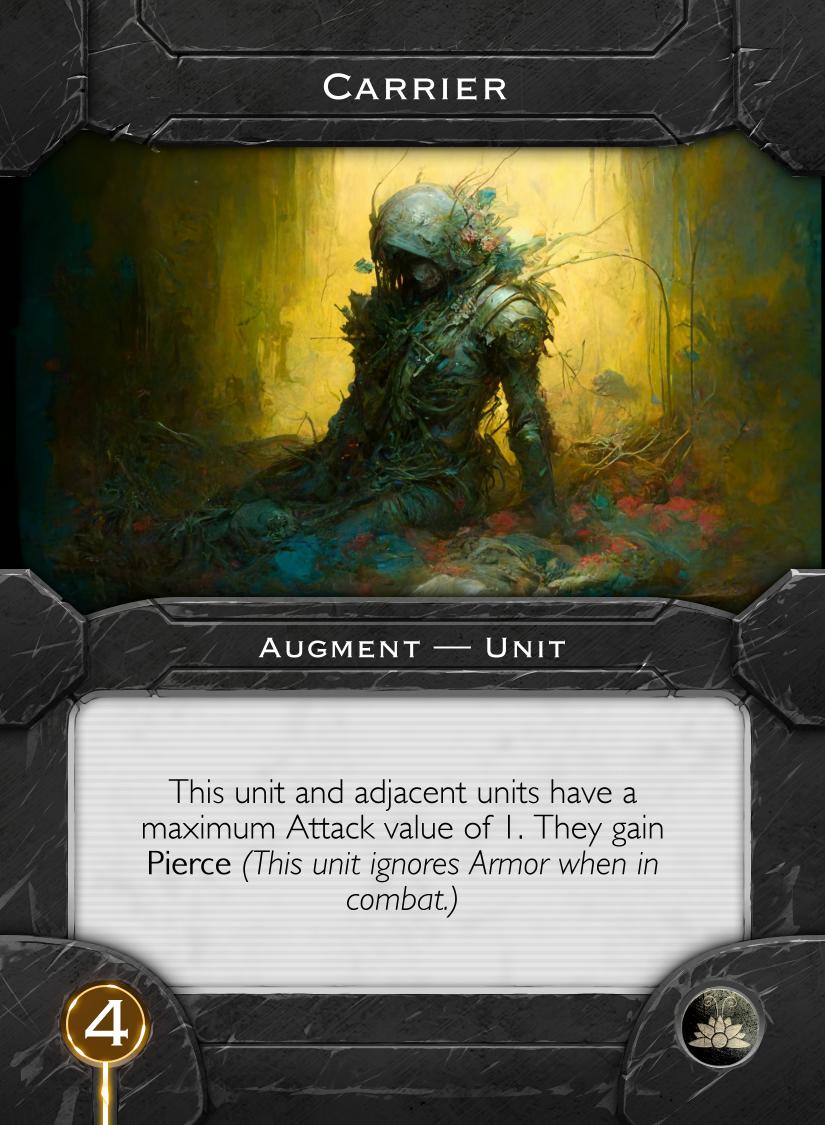 Carrier
Augment — Unit
This unit and adjacent units have a
maximum Attack value of 1. They gain
Pierce (This unit ignores Armor when in
combat.)
4